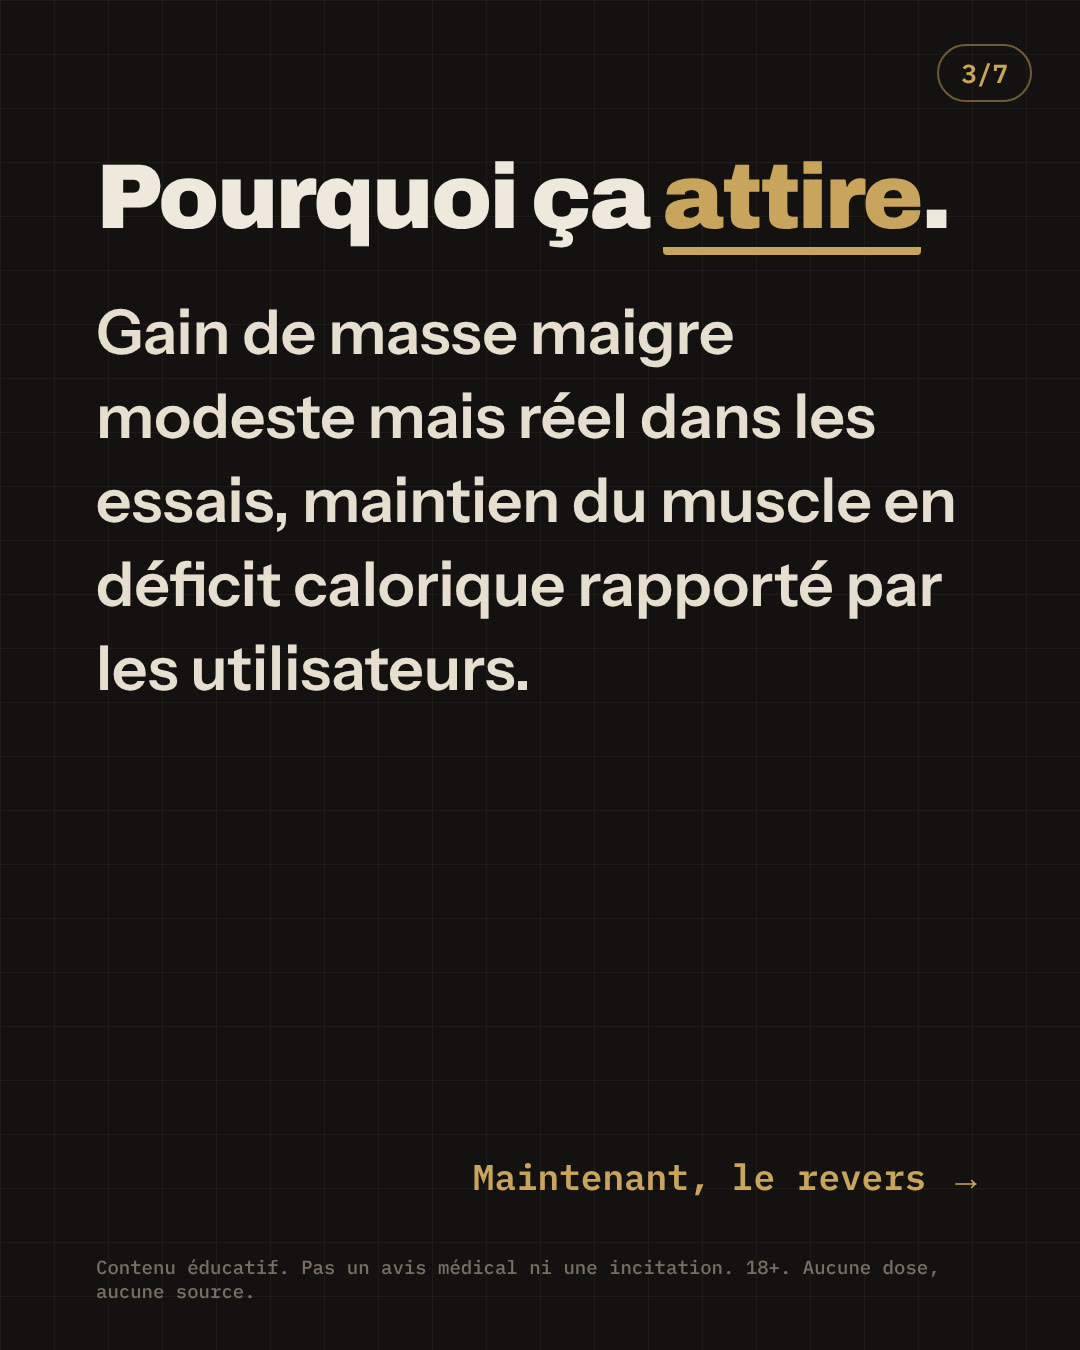 3/7
Pourquoi ça attire.
Gain de masse maigre
modeste mais réel dans les
essais, maintien du muscle en
déficit calorique rapporté par
les utilisateurs.
Maintenant, le revers →
Contenu éducatif. Pas un avis médical ni une incitation. 18+. Aucune dose,
aucune source.